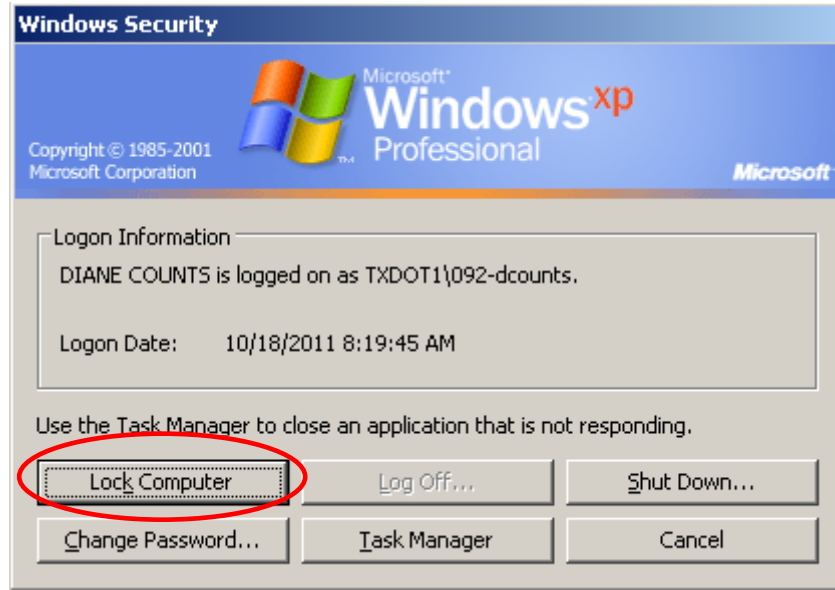 Windows Security
Microsoft®
Windows xp
Professional
Copyright © 1985-2001
Microsoft Corporation
TM
Microsoft
Logon Information
DIANE COUNTS is logged on as TXDOT1\092-dcounts.
Logon Date: 10/18/2011 8:19:45 AM
Use the Task Manager to close an application that is not responding.
Lock Computer Log Off... Shut Down...
Change Password... Task Manager Cancel